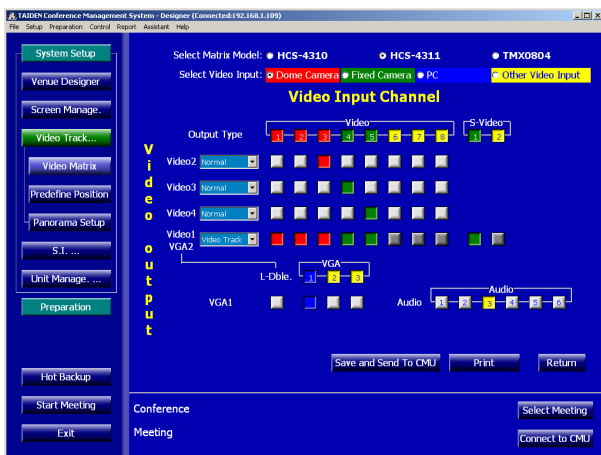 TAIDEN Conference Management System - Designer (Connected:192.168.1.109)
File Setup Preparation Control Report Assistant Help
System Setup
Venue Designer
Screen Manage.
Video Track...
Video Matrix
Predefine Position
Panorama Setup
S.I. ...
Unit Manage. ...
Preparation
Hot Backup
Start Meeting
Exit
Select Matrix Model: HCS-4310 HCS-4311 TMX0804
Select Video Input: Dome Camera Fixed Camera PC Other Video Input
Video Input Channel
Video output
Output Type
Video
1 2 3 4 5 6 7 8
S-Video
1 2
Video2 Normal
Video3 Normal
Video4 Normal
Video1 Video Track
VGA2
L-Dble.
VGA
1 2 3
VGA1
Audio
Audio
1 2 3 4 5 6
Save and Send To CMU Print Return
Conference
Meeting
Select Meeting
Connect to CMU